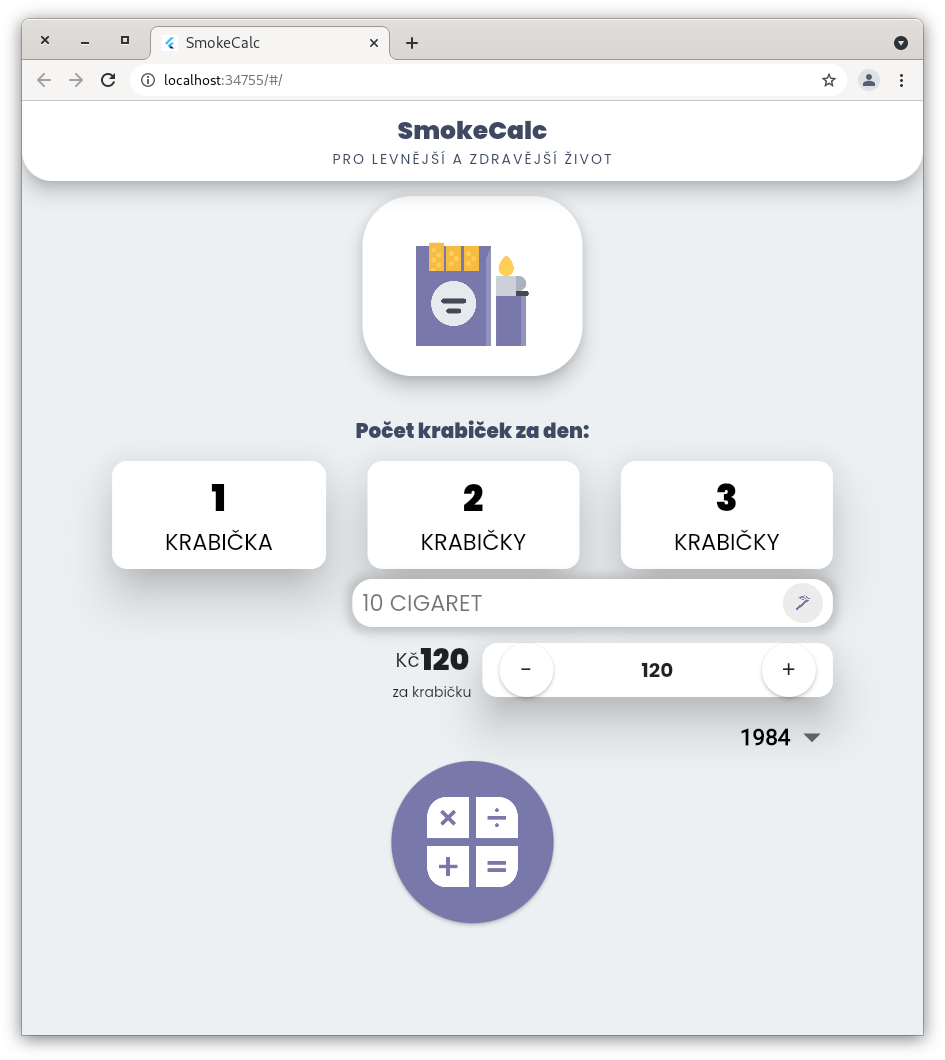 SmokeCalc
localhost:34755/#/
SmokeCalc
PRO LEVNĚJŠÍ A ZDRAVĚJŠÍ ŽIVOT
Počet krabiček za den:
1 2 3
KRABIČKA KRABIČKY KRABIČKY
10 CIGARET
Kč120 - 120 +
za krabičku
1984
× ÷
+ =